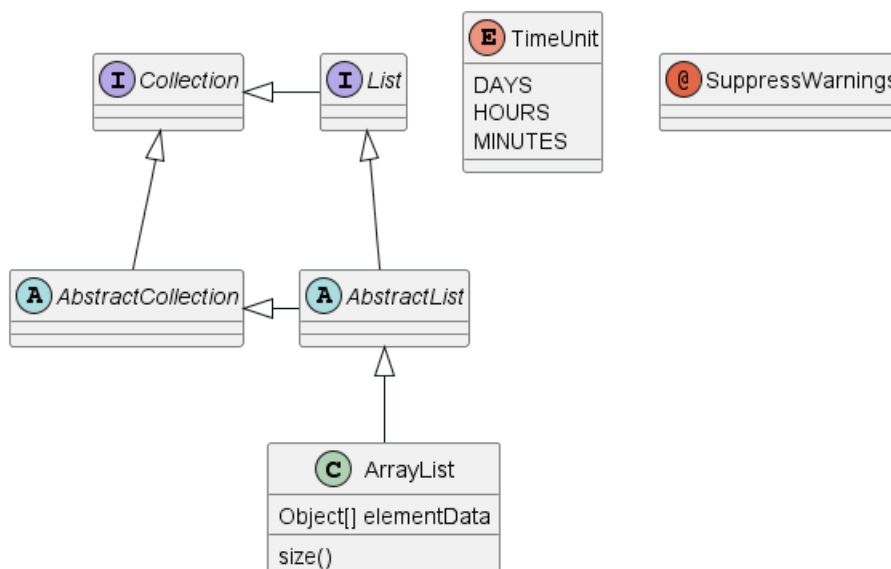 I Collection
I List
E TimeUnit
DAYS
HOURS
MINUTES
@ SuppressWarnings
A AbstractCollection
A AbstractList
C ArrayList
Object[] elementData
size()